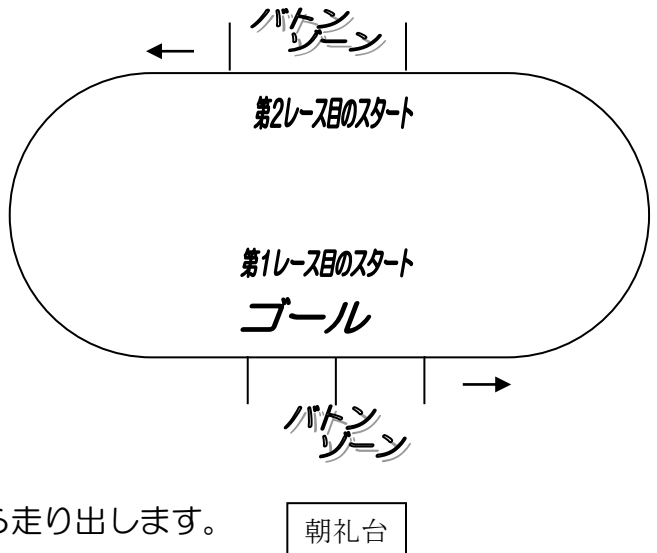 バトン
ゾーン
第2レース目のスタート
第1レース目のスタート
ゴール
バトン
ゾーン
走り出します。
朝礼台